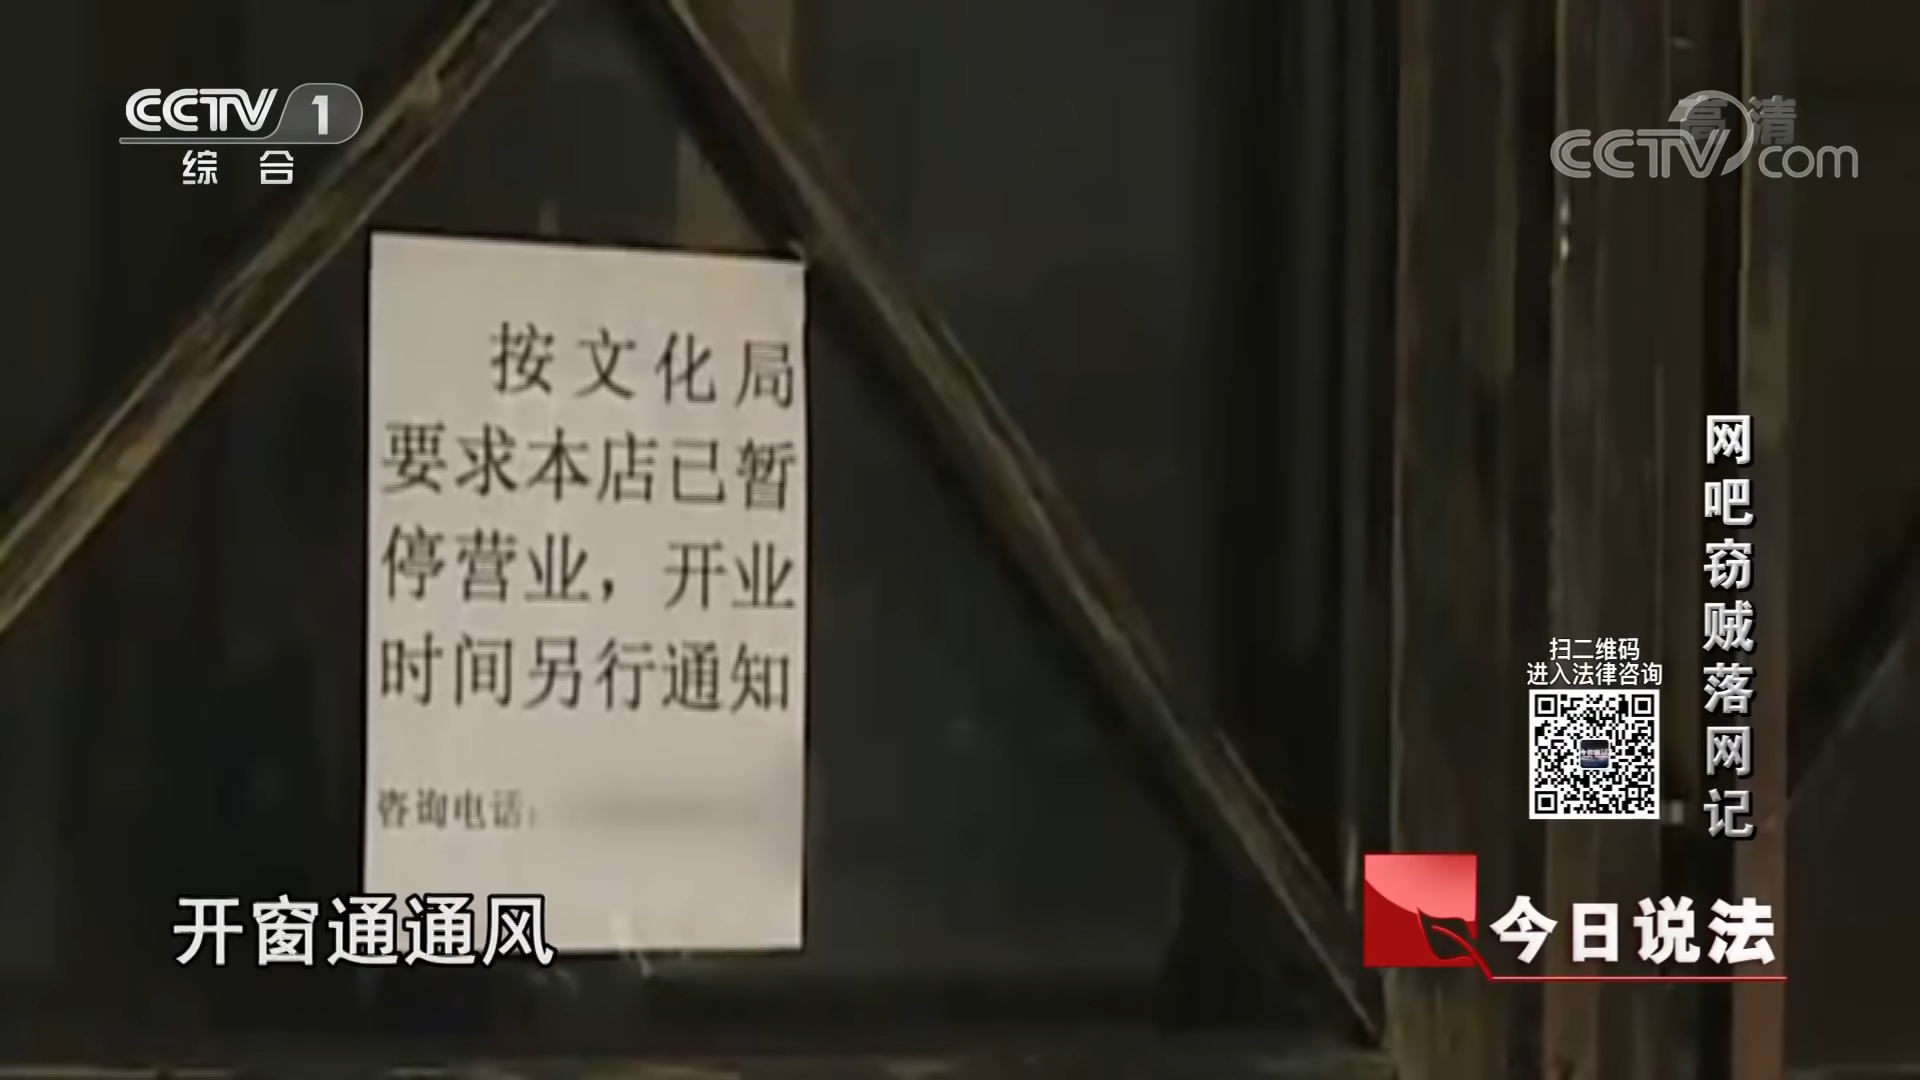 CCTV 1
综合
高清
CCTV com
按文化局
要求本店已暂
停营业，开业
时间另行通知
咨询电话：
网吧窃贼落网记
扫二维码
进入法律咨询
开窗通通风
今日说法